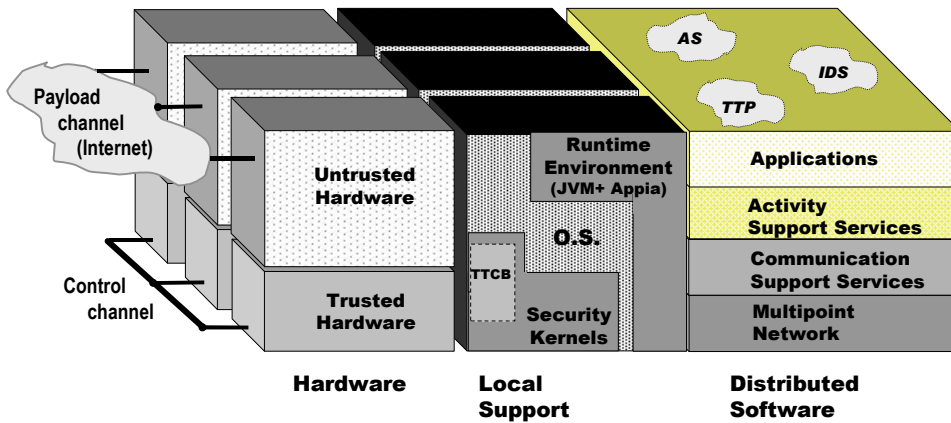 AS
IDS
TTP
Payload
channel
(Internet)
Untrusted
Hardware
Runtime
Environment
(JVM+ Appia)
O.S.
TTCB
Security
Kernels
Applications
Activity
Support Services
Communication
Support Services
Multipoint
Network
Control
channel
Trusted
Hardware
Hardware
Local
Support
Distributed
Software